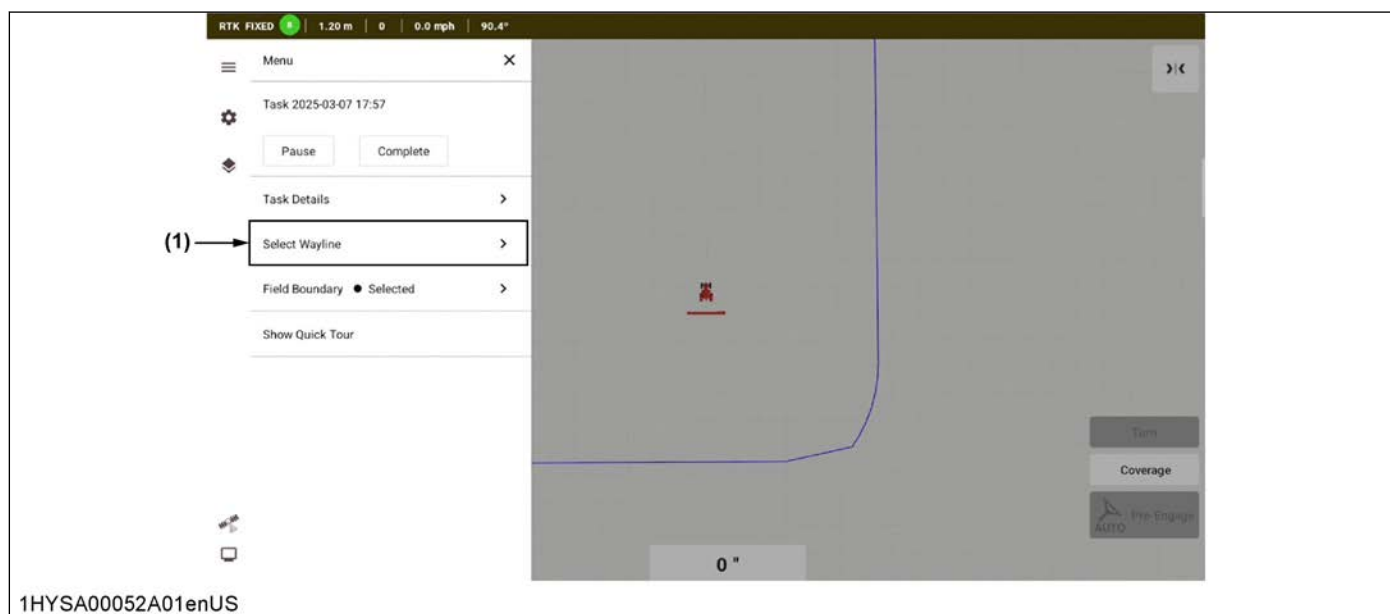 RTK FIXED 8 1.20 m 0 0.0 mph 90.4°
Menu
Task 2025-03-07 17:57
Pause Complete
Task Details
(1) Select Wayline
Field Boundary ● Selected
Show Quick Tour
Turn
Coverage
AUTO Pre-Engage
0 "
1HYSA00052A01enUS